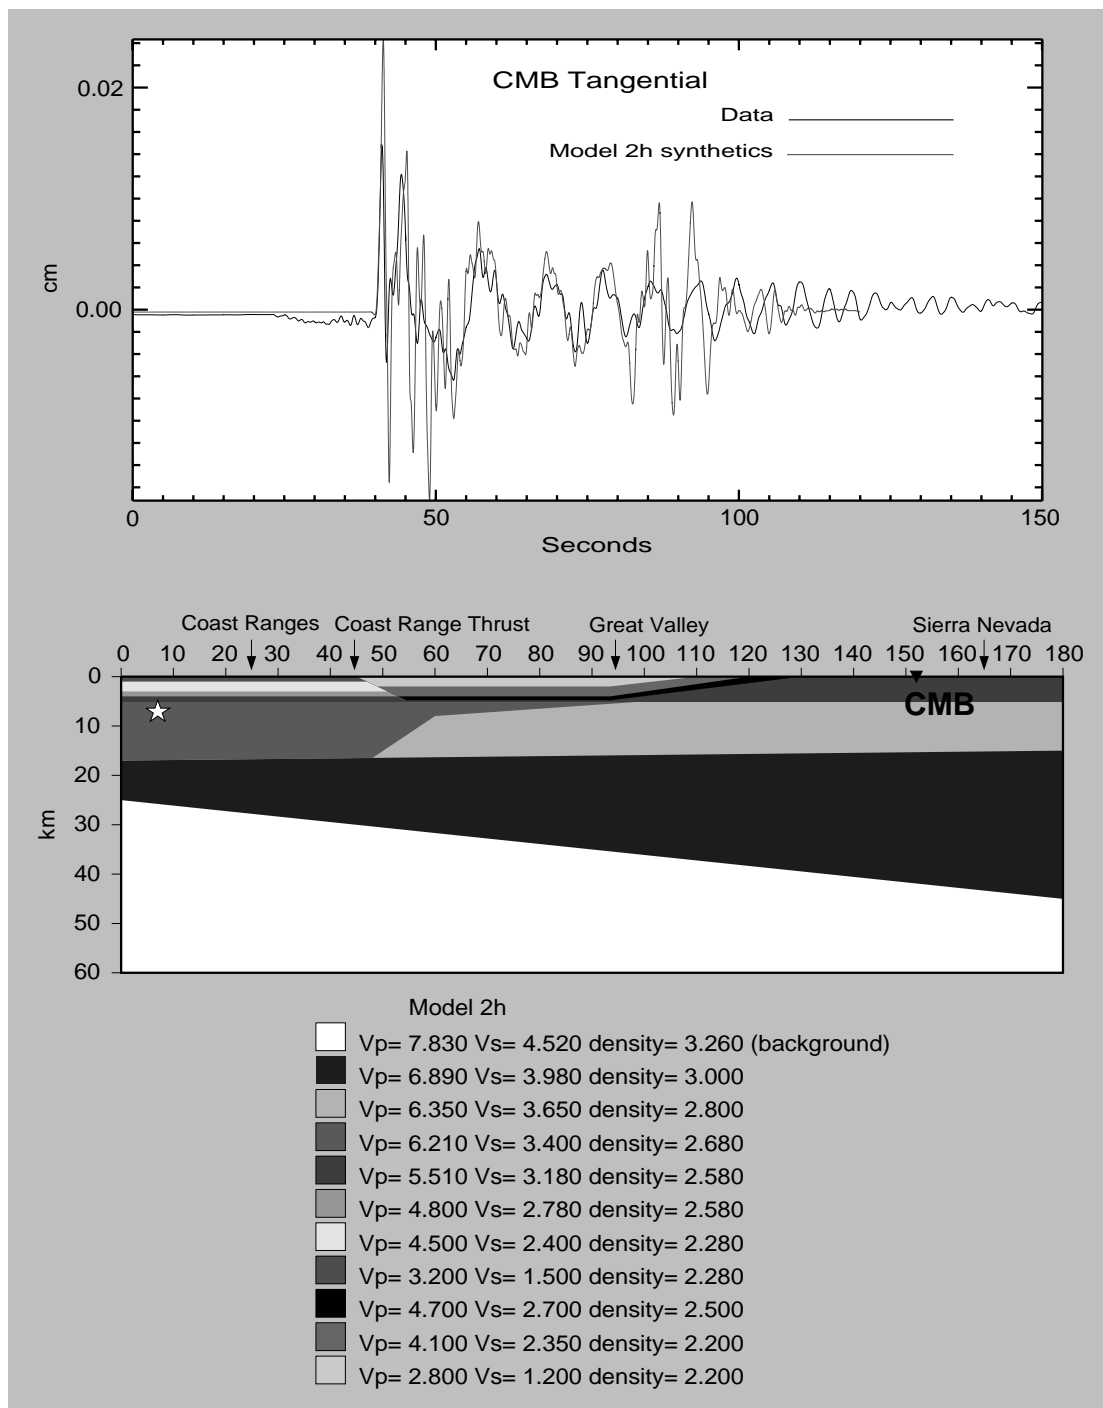 CMB Tangential
0.02
Data
Model 2h synthetics
cm
0.00
0 50 100 150
Seconds
Coast Ranges Coast Range Thrust Great Valley Sierra Nevada
0 10 20 30 40 50 60 70 80 90 100 110 120 130 140 150 160 170 180
0
CMB
10
20
km
30
40
50
60
Model 2h
Vp= 7.830 Vs= 4.520 density= 3.260 (background)
Vp= 6.890 Vs= 3.980 density= 3.000
Vp= 6.350 Vs= 3.650 density= 2.800
Vp= 6.210 Vs= 3.400 density= 2.680
Vp= 5.510 Vs= 3.180 density= 2.580
Vp= 4.800 Vs= 2.780 density= 2.580
Vp= 4.500 Vs= 2.400 density= 2.280
Vp= 3.200 Vs= 1.500 density= 2.280
Vp= 4.700 Vs= 2.700 density= 2.500
Vp= 4.100 Vs= 2.350 density= 2.200
Vp= 2.800 Vs= 1.200 density= 2.200